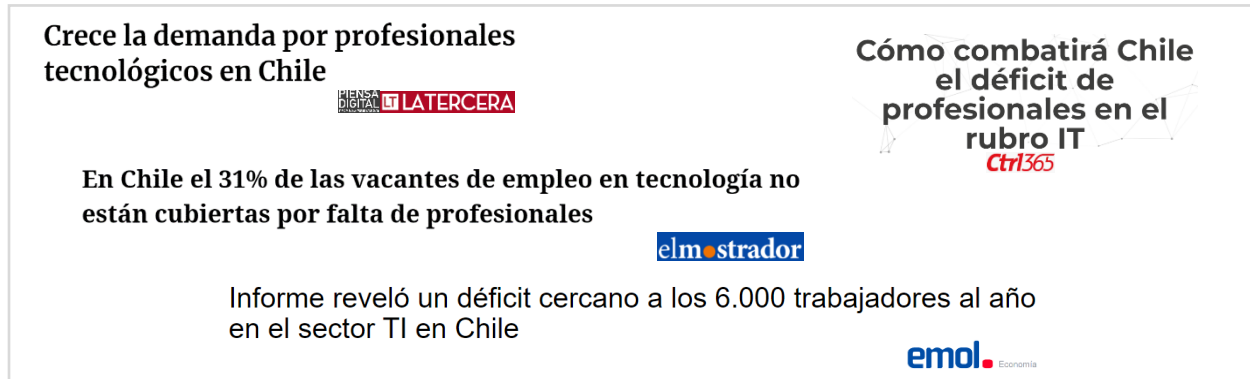 Crece la demanda por profesionales
tecnológicos en Chile
PIENSA
DIGITAL
LT LATERCERA
Cómo combatirá Chile
el déficit de
profesionales en el
rubro IT
Ctrl365
En Chile el 31% de las vacantes de empleo en tecnología no
están cubiertas por falta de profesionales
elmostrador
Informe reveló un déficit cercano a los 6.000 trabajadores al año
en el sector TI en Chile
emol. Economía